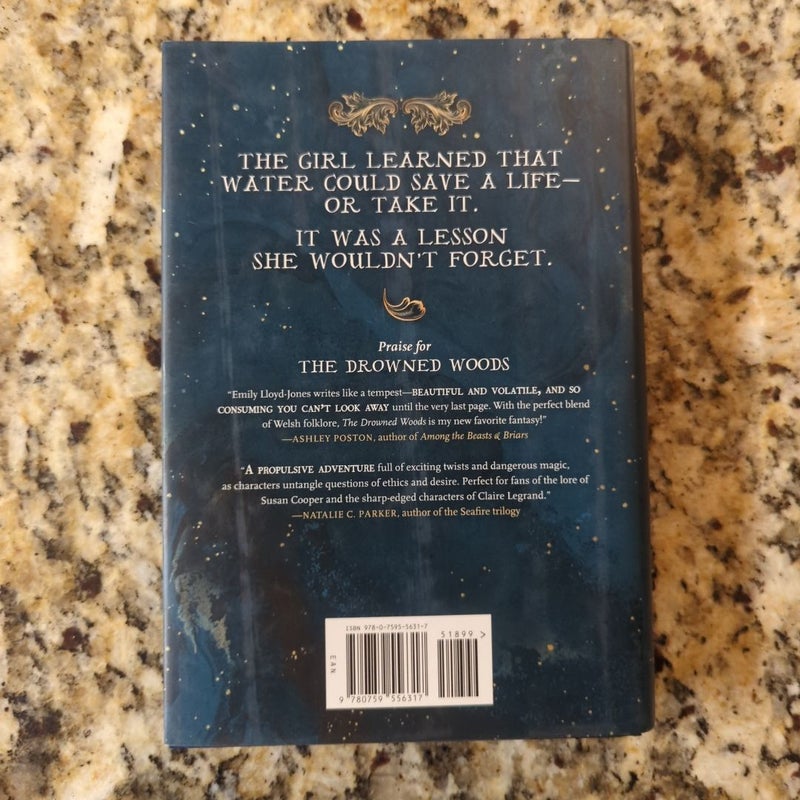 THE GIRL LEARNED THAT
WATER COULD SAVE A LIFE—
OR TAKE IT.
IT WAS A LESSON
SHE WOULDN'T FORGET.
Praise for
THE DROWNED WOODS
“Emily Lloyd-Jones writes like a tempest—BEAUTIFUL AND VOLATILE, AND SO
CONSUMING YOU CAN'T LOOK AWAY until the very last page. With the perfect blend
of Welsh folklore, The Drowned Woods is my new favorite fantasy!”
—ASHLEY POSTON, author of Among the Beasts & Briars
“A PROPULSIVE ADVENTURE full of exciting twists and dangerous magic,
as characters untangle questions of ethics and desire. Perfect for fans of the lore of
Susan Cooper and the sharp-edged characters of Claire Legrand.”
—NATALIE C. PARKER, author of the Seafire trilogy
ISBN 978-0-7595-5631-7
51899 >
EAN
9 780759 556317